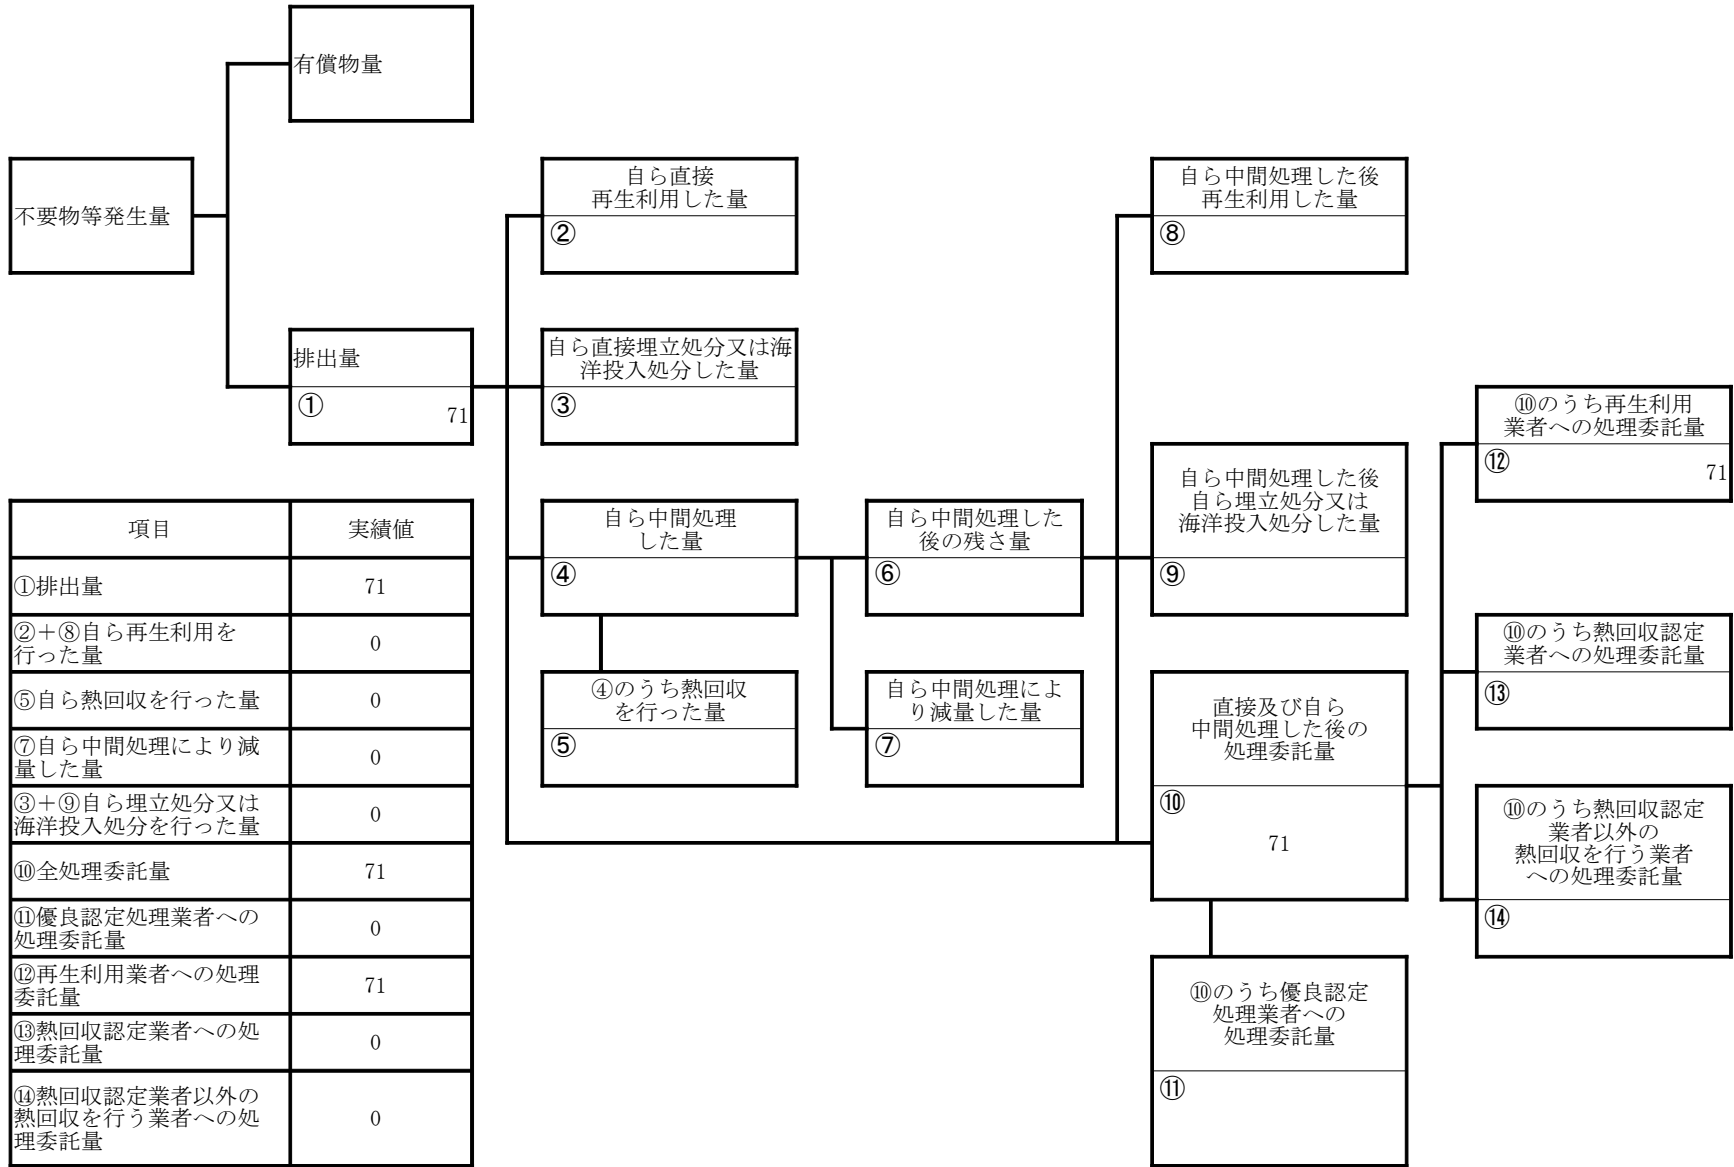 有償物量
不要物等発生量
排出量
①
71
自ら直接
再生利用した量
②
自ら直接埋立処分又は海
洋投入処分した量
③
自ら中間処理
した量
④
④のうち熱回収
を行った量
⑤
自ら中間処理した
後の残さ量
⑥
自ら中間処理によ
り減量した量
⑦
自ら中間処理した後
再生利用した量
⑧
自ら中間処理した後
自ら埋立処分又は
海洋投入処分した量
⑨
直接及び自ら
中間処理した後の
処理委託量
⑩
71
⑩のうち優良認定
処理業者への
処理委託量
⑪
⑩のうち再生利用
業者への処理委託量
⑫
71
⑩のうち熱回収認定
業者への処理委託量
⑬
⑩のうち熱回収認定
業者以外の
熱回収を行う業者
への処理委託量
⑭
項目 実績値
①排出量 71
②+⑧自ら再生利用を
行った量 0
⑤自ら熱回収を行った量 0
⑦自ら中間処理により減
量した量 0
③+⑨自ら埋立処分又は
海洋投入処分を行った量 0
⑩全処理委託量 71
⑪優良認定処理業者への
処理委託量 0
⑫再生利用業者への処理
委託量 71
⑬熱回収認定業者への処
理委託量 0
⑭熱回収認定業者以外の
熱回収を行う業者への処
理委託量 0